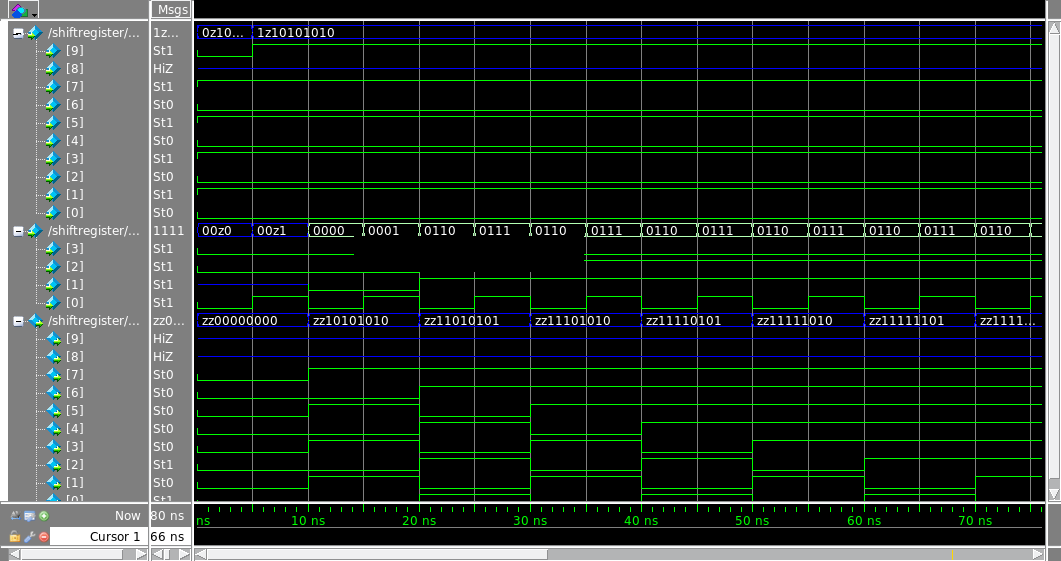 Msgs
/shiftregister/... 1z... 0z10... 1z10101010
[9] St1
[8] HiZ
[7] St1
[6] St0
[5] St1
[4] St0
[3] St1
[2] St0
[1] St1
[0] St0
/shiftregister/... 1111 00z0 00z1 0000 0001 0110 0111 0110 0111 0110 0111 0110 0111 0110 0111 0110
[3] St1
[2] St1
[1] St1
[0] St1
/shiftregister/... zz0... zz00000000 zz10101010 zz11010101 zz11101010 zz11110101 zz11111010 zz11111101 zz1111...
[9] HiZ
[8] HiZ
[7] St0
[6] St0
[5] St0
[4] St0
[3] St0
[2] St1
[1] St0
[0] St1
Now 80 ns ns 10 ns 20 ns 30 ns 40 ns 50 ns 60 ns 70 ns
Cursor 1 66 ns